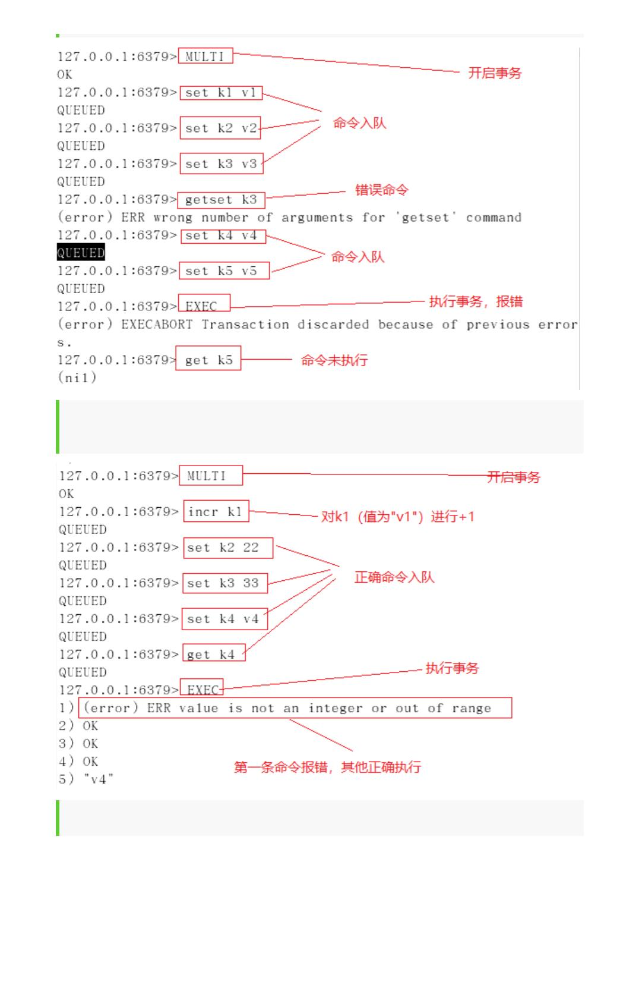 127.0.0.1:6379> MULTI
开启事务
OK
127.0.0.1:6379> set k1 v1
QUEUED
命令入队
127.0.0.1:6379> set k2 v2
QUEUED
127.0.0.1:6379> set k3 v3
QUEUED
错误命令
127.0.0.1:6379> getset k3
(error) ERR wrong number of arguments for 'getset' command
127.0.0.1:6379> set k4 v4
QUEUED
命令入队
127.0.0.1:6379> set k5 v5
QUEUED
127.0.0.1:6379> EXEC
执行事务，报错
(error) EXECABORT Transaction discarded because of previous error
s.
127.0.0.1:6379> get k5
命令未执行
(nil)
127.0.0.1:6379> MULTI
开启事务
OK
127.0.0.1:6379> incr k1
对k1（值为"v1"）进行+1
QUEUED
127.0.0.1:6379> set k2 22
QUEUED
正确命令入队
127.0.0.1:6379> set k3 33
QUEUED
127.0.0.1:6379> set k4 v4
QUEUED
127.0.0.1:6379> get k4
QUEUED
执行事务
127.0.0.1:6379> EXEC
1) (error) ERR value is not an integer or out of range
2) OK
3) OK
4) OK
第一条命令报错，其他正确执行
5) "v4"